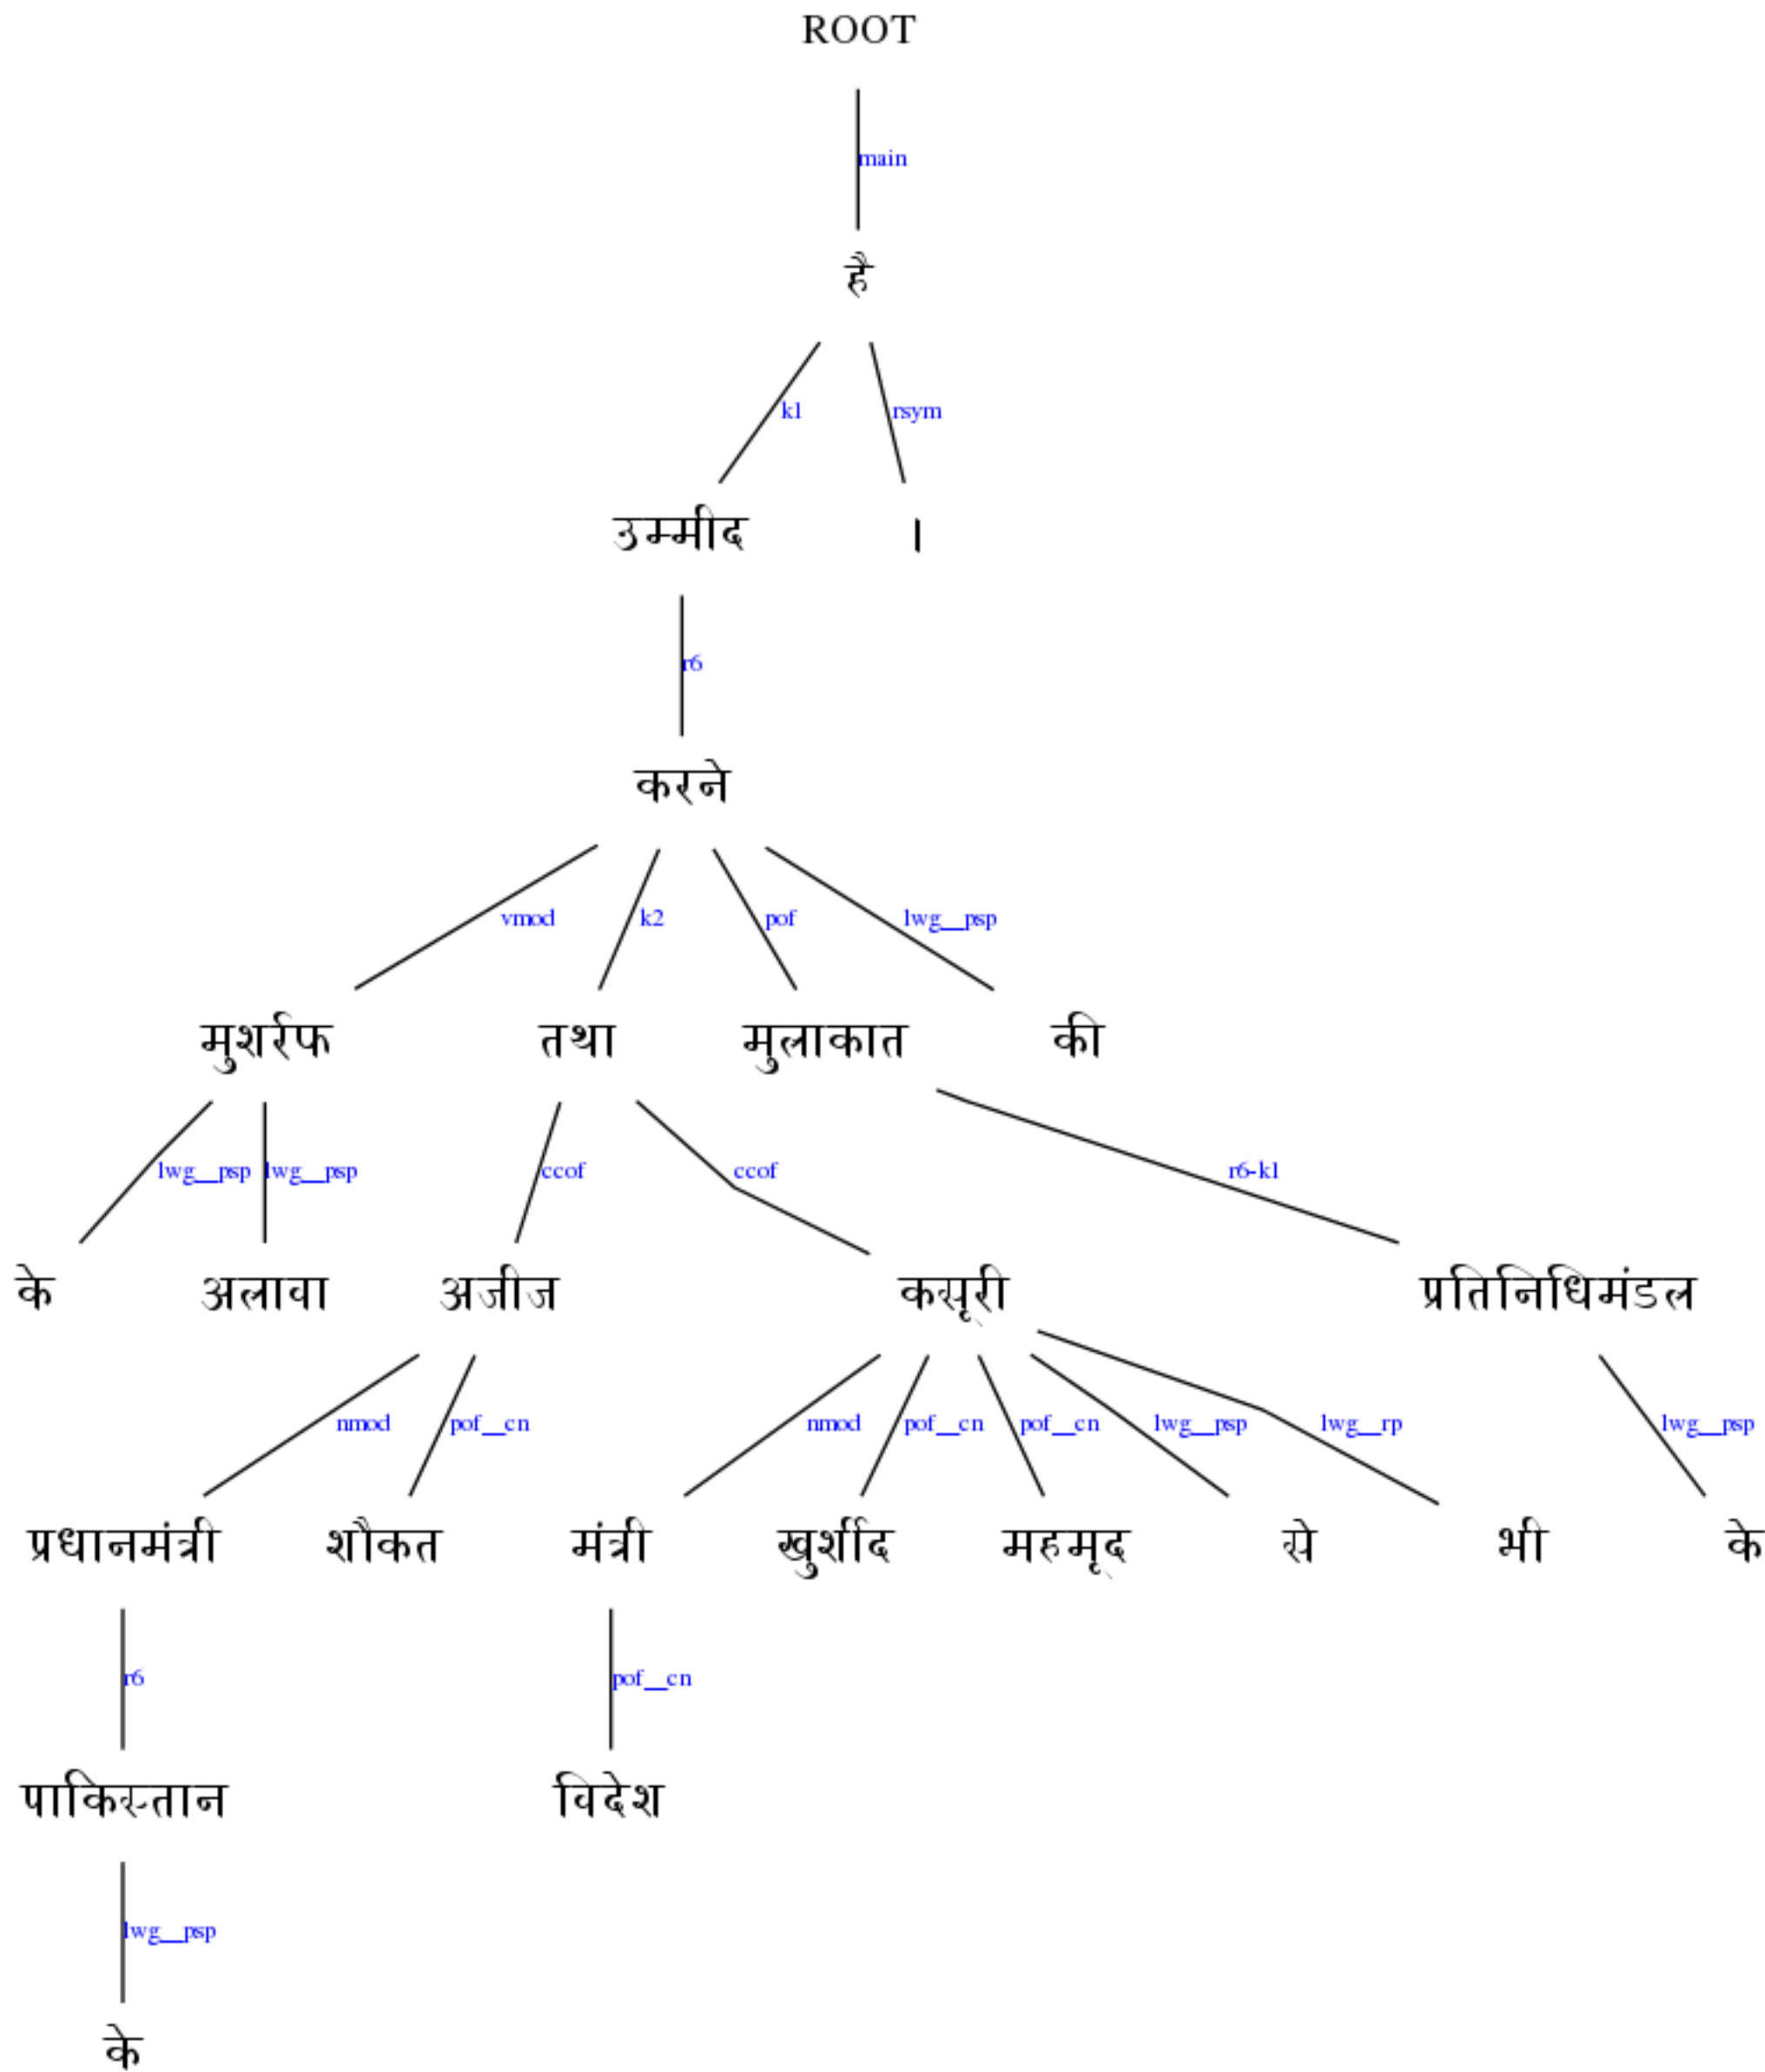 ROOT
main
है
k1 rsym
उम्मीद ।
r6
करने
vmod k2 pof lwg__psp
मुशर्रफ तथा मुलाकात की
lwg__psp lwg__psp ccof ccof r6-k1
के अलावा अजीज कसूरी प्रतिनिधिमंडल
nmod pof__cn nmod pof__cn pof__cn lwg__psp lwg__rp lwg__psp
प्रधानमंत्री शौकत मंत्री खुर्शीद महमूद से भी के
r6 pof__cn
पाकिस्तान विदेश
lwg__psp
के